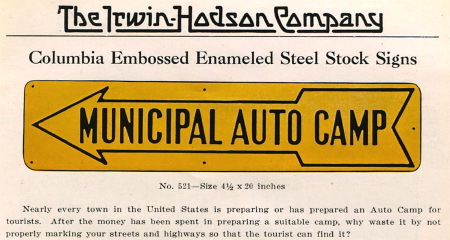 The Irwin-Hodson Company
Columbia Embossed Enameled Steel Stock Signs
MUNICIPAL AUTO CAMP
No. 521—Size 4½ x 20 inches
Nearly every town in the United States is preparing or has prepared an Auto Camp for
tourists. After the money has been spent in preparing a suitable camp, why waste it by not
properly marking your streets and highways so that the tourist can find it?